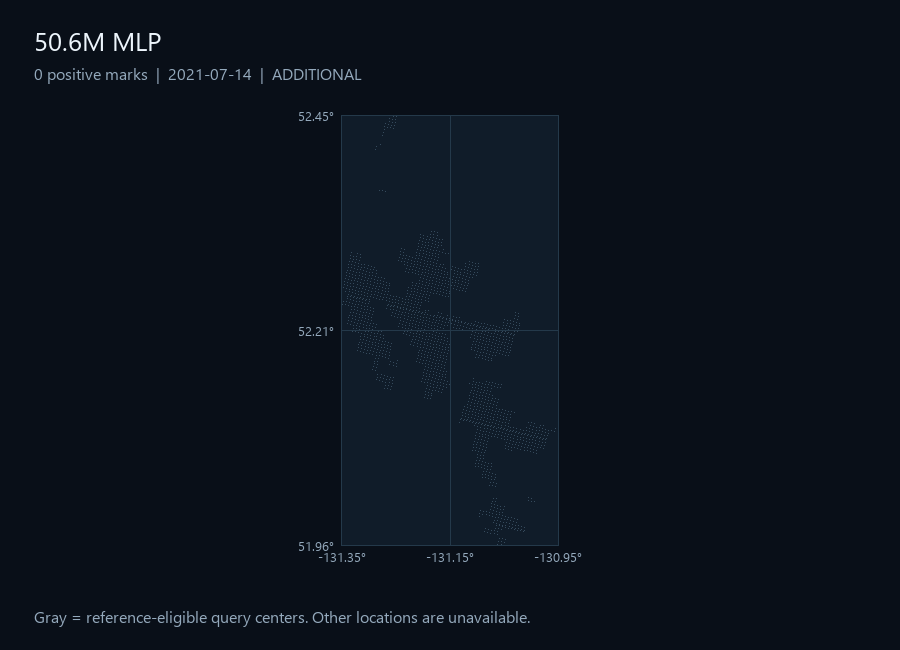 50.6M MLP
0 positive marks | 2021-07-14 | ADDITIONAL
52.45°
52.21°
51.96°
-131.35° -131.15° -130.95°
Gray = reference-eligible query centers. Other locations are unavailable.